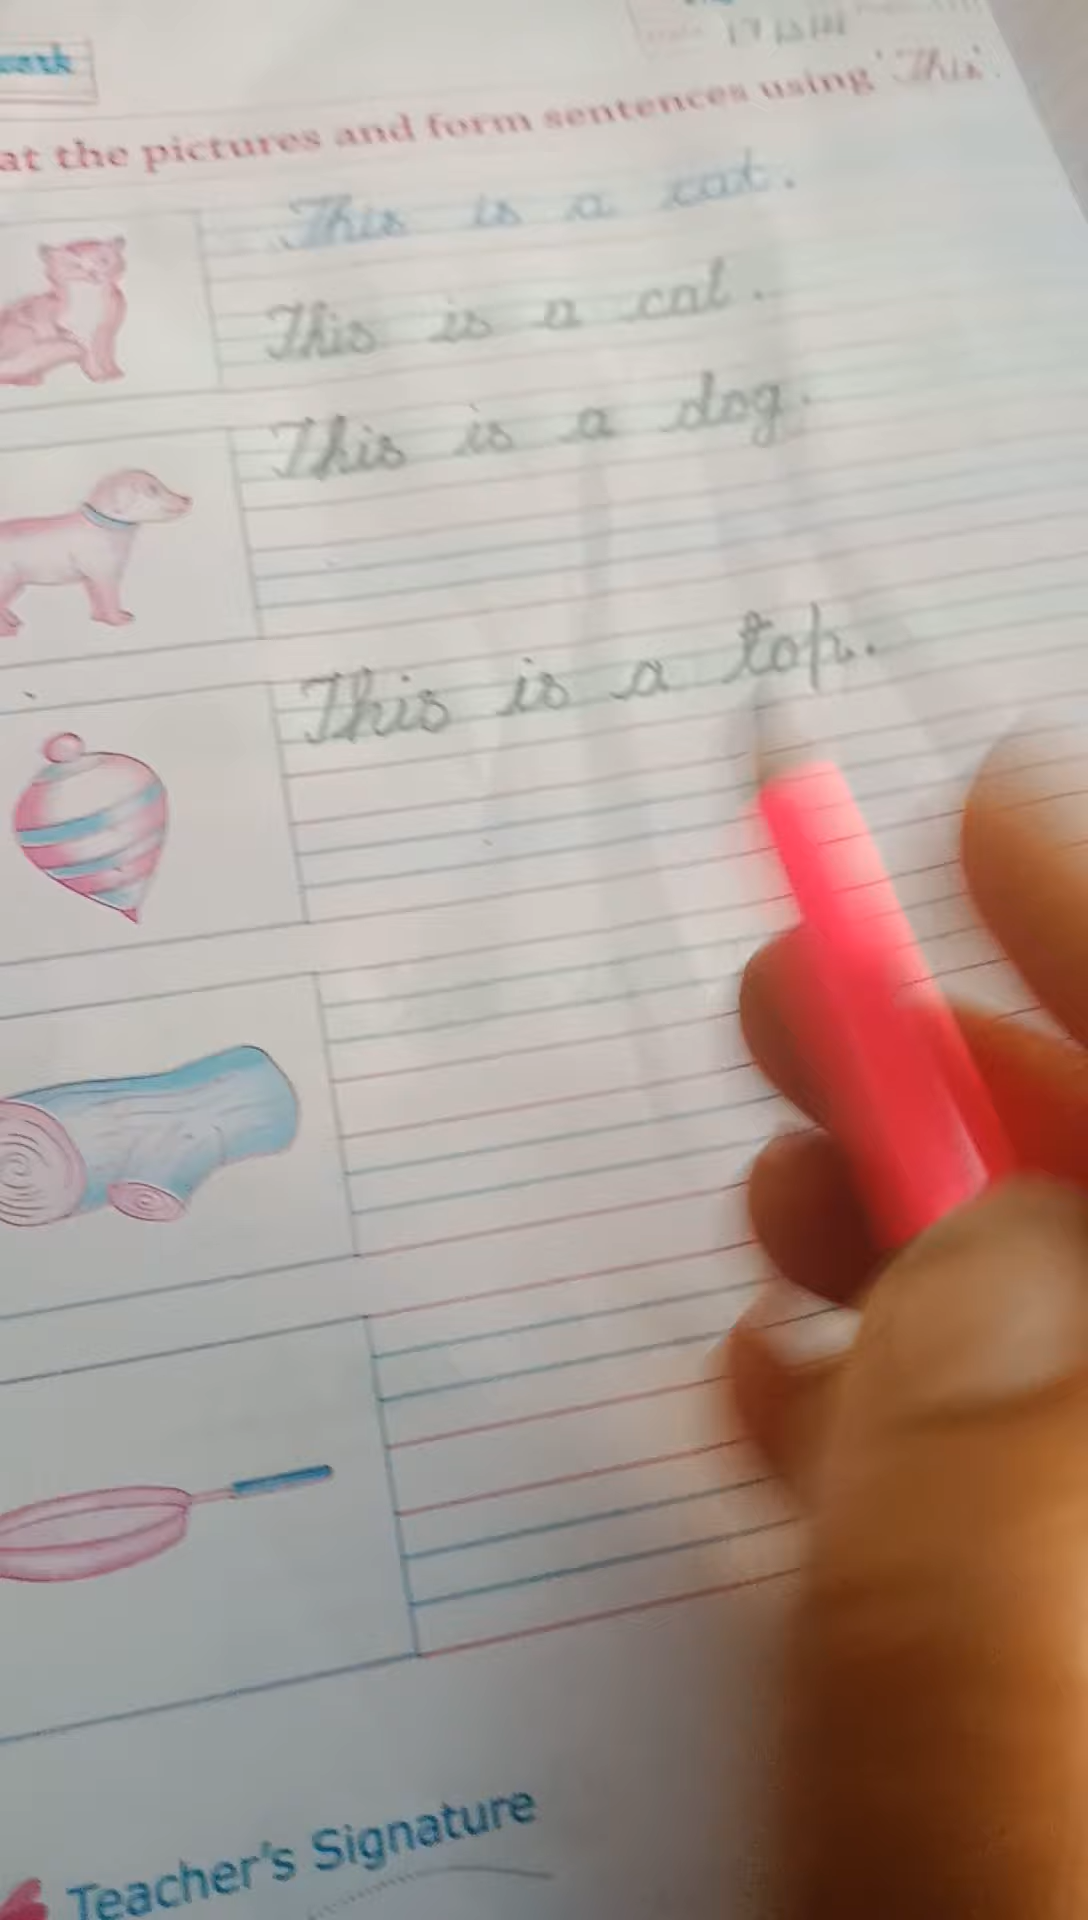 work
at the pictures and form sentences using 'This'.
This is a cat.
This is a cat.
This is a dog.
This is a top.
Teacher's Signature